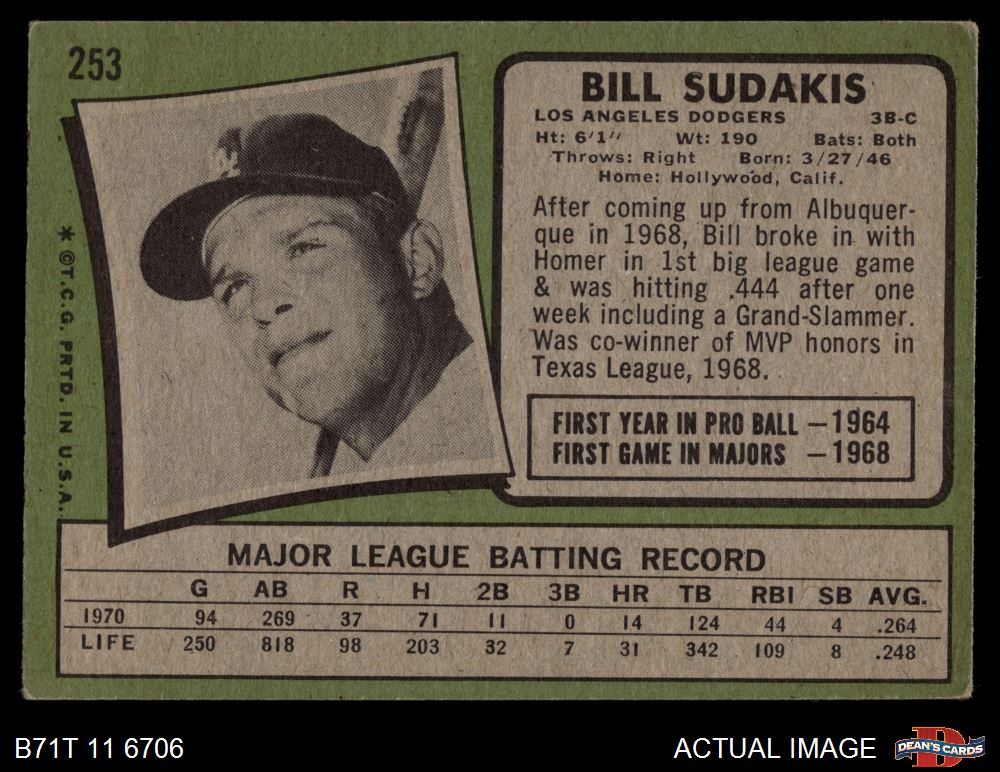 253
BILL SUDAKIS
LOS ANGELES DODGERS 3B-C
Ht: 6'1" Wt: 190 Bats: Both
Throws: Right Born: 3/27/46
Home: Hollywood, Calif.
After coming up from Albuquer-
que in 1968, Bill broke in with
Homer in 1st big league game
& was hitting .444 after one
week including a Grand-Slammer.
Was co-winner of MVP honors in
Texas League, 1968.
FIRST YEAR IN PRO BALL — 1964
FIRST GAME IN MAJORS — 1968
* © T.C.G. PRTD. IN U.S.A.
MAJOR LEAGUE BATTING RECORD
G AB R H 2B 3B HR TB RBI SB AVG.
1970 94 269 37 71 11 0 14 124 44 4 .264
LIFE 250 818 98 203 32 7 31 342 109 8 .248
B71T 11 6706
ACTUAL IMAGE
D
DEAN'S CARDS